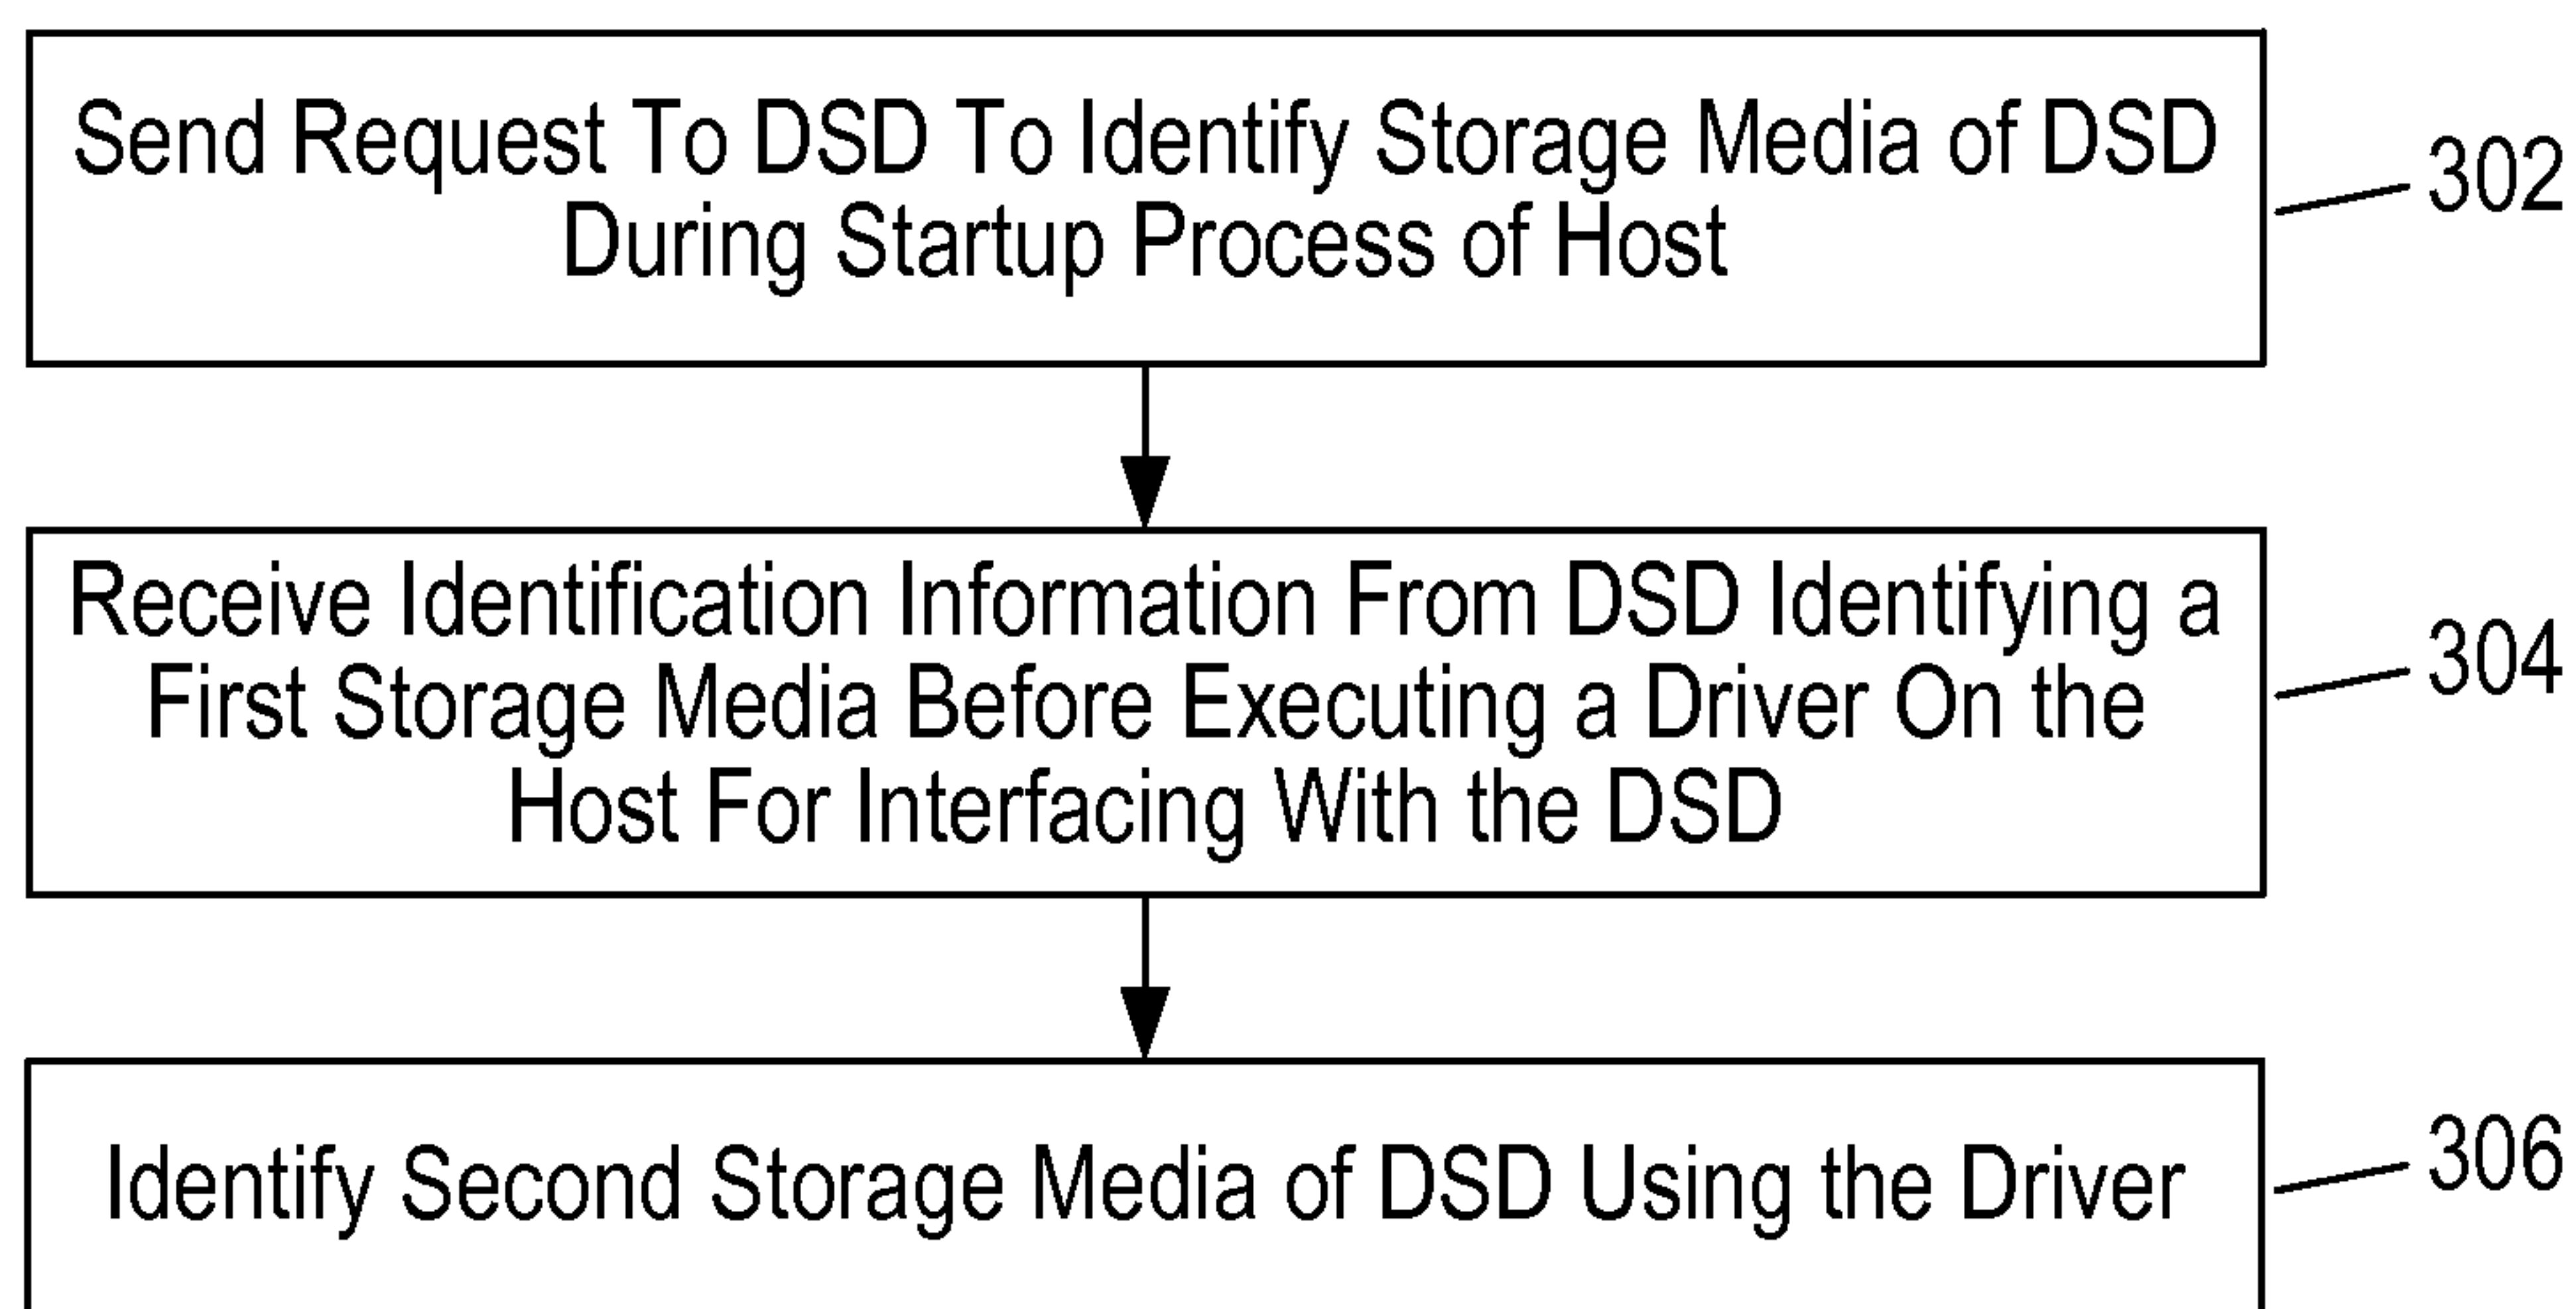 Send Request To DSD To Identify Storage Media of DSD
During Startup Process of Host
302
Receive Identification Information From DSD Identifying a
First Storage Media Before Executing a Driver On the
Host For Interfacing With the DSD
304
Identify Second Storage Media of DSD Using the Driver
306